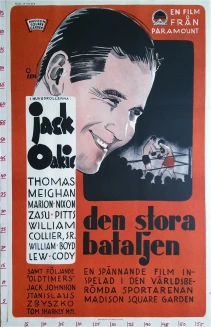 EN FILM
FRÅN
PARAMOUNT
I HUVUDROLLERNA:
jack
Oakie
THOMAS
MEIGHAN
MARION NIXON
ZASU PITTS
WILLIAM
COLLIER, SR.
WILLIAM BOYD
LEW CODY
den stora
bataljen
SAMT FÖLJANDE
"OLDTIMERS"
JACK JOHNSON
STANISLAUS
ZBYSZKO
TOM SHARKEY M.FL.
EN SPÄNNANDE FILM IN-
SPELAD I DEN VÄRLDSBE-
RÖMDA SPORTARENAN
MADISON SQUARE GARDEN